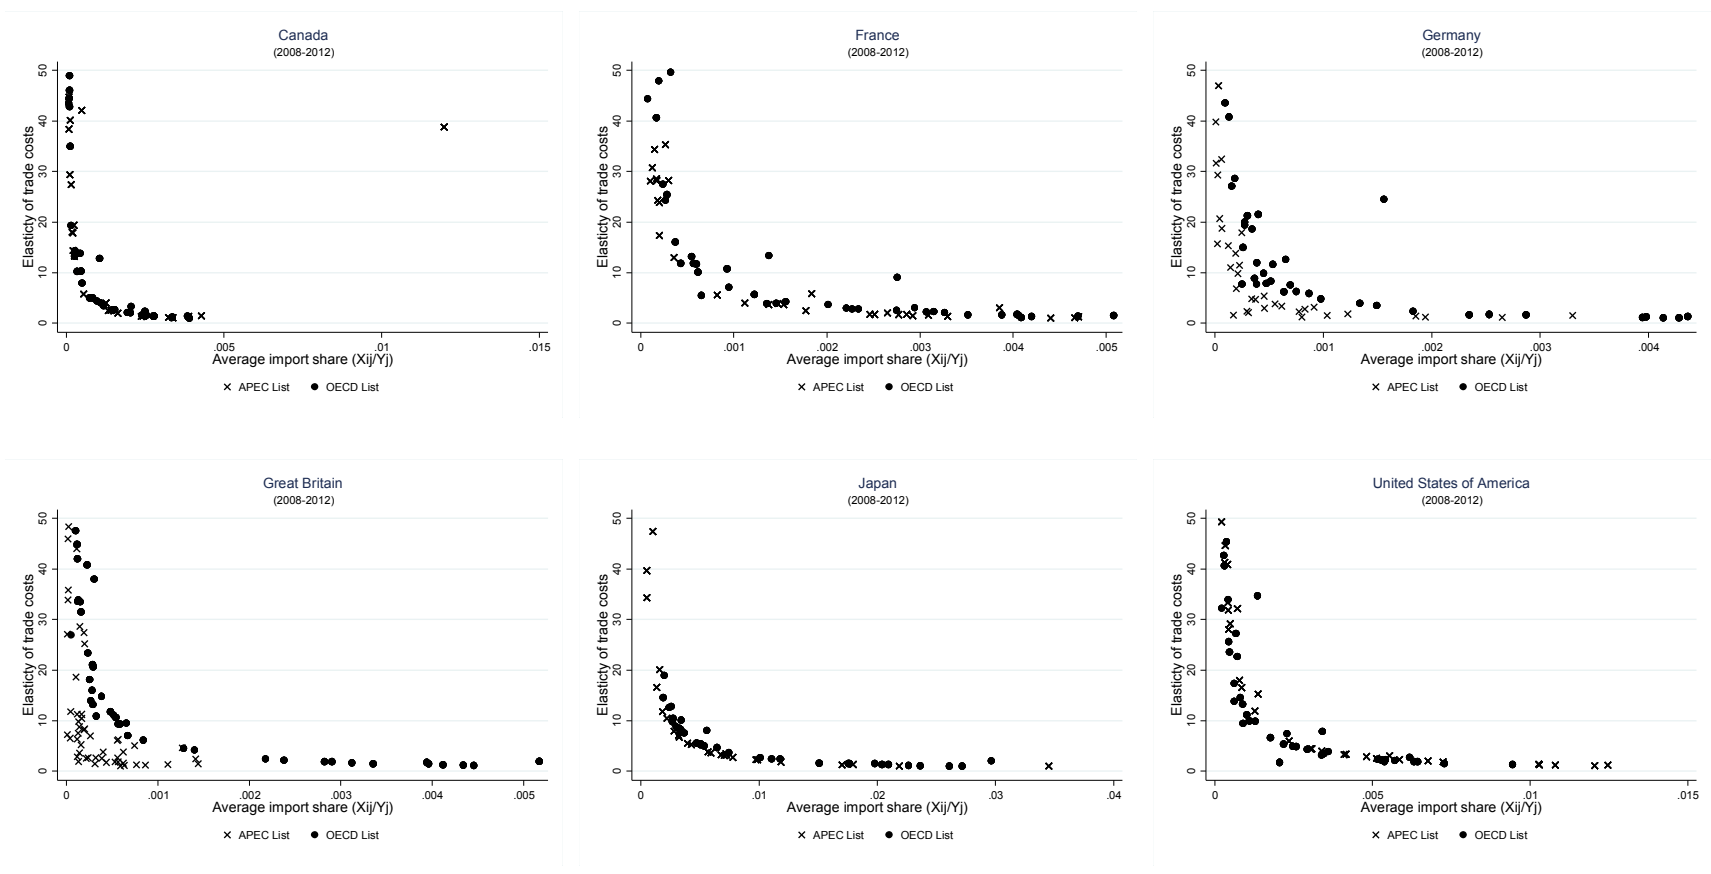 Canada
(2008-2012)
Elasticty of trade costs
50
40
30
20
10
0
0 .005 .01 .015
Average import share (Xij/Yj)
APEC List OECD List
France
(2008-2012)
Elasticty of trade costs
50
40
30
20
10
0
0 .001 .002 .003 .004 .005
Average import share (Xij/Yj)
APEC List OECD List
Germany
(2008-2012)
Elasticty of trade costs
50
40
30
20
10
0
0 .001 .002 .003 .004
Average import share (Xij/Yj)
APEC List OECD List
Great Britain
(2008-2012)
Elasticty of trade costs
50
40
30
20
10
0
0 .001 .002 .003 .004 .005
Average import share (Xij/Yj)
APEC List OECD List
Japan
(2008-2012)
Elasticty of trade costs
50
40
30
20
10
0
0 .01 .02 .03 .04
Average import share (Xij/Yj)
APEC List OECD List
United States of America
(2008-2012)
Elasticty of trade costs
50
40
30
20
10
0
0 .005 .01 .015
Average import share (Xij/Yj)
APEC List OECD List